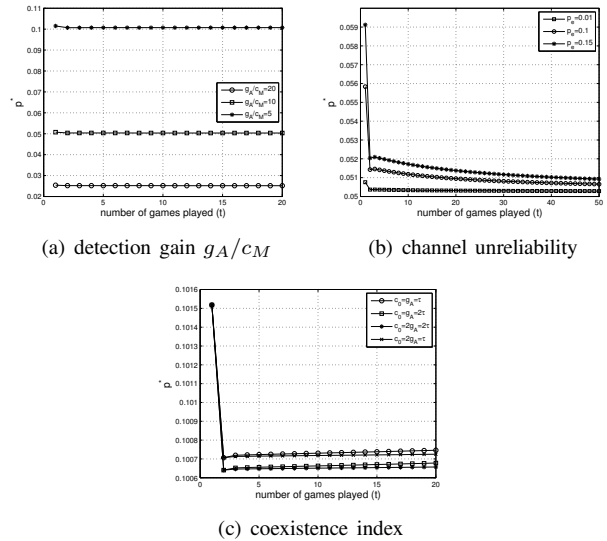 0.11
0.1
0.09
0.08
0.07
0.06
0.05
0.04
0.03
0.02
p*
0 5 10 15 20
number of games played (t)
g_A/c_M=20
g_A/c_M=10
g_A/c_M=5
(a) detection gain g_A/c_M
0.059
0.058
0.057
0.056
0.055
0.054
0.053
0.052
0.051
0.05
p*
0 10 20 30 40 50
number of games played (t)
p_e=0.01
p_e=0.1
p_e=0.15
(b) channel unreliability
0.1016
0.1015
0.1014
0.1013
0.1012
0.1011
0.101
0.1009
0.1008
0.1007
0.1006
p*
0 5 10 15 20
number of games played (t)
c_0=g_A=τ
c_0=g_A=2τ
c_0=2g_A=2τ
c_0=2g_A=τ
(c) coexistence index